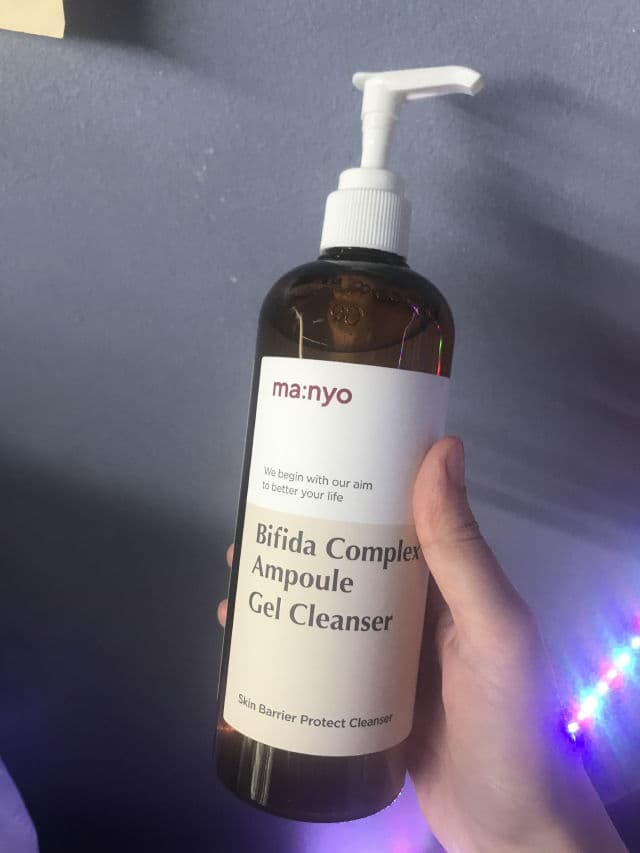 ma:nyo
We begin with our aim
to better your life
Bifida Complex
Ampoule
Gel Cleanser
Skin Barrier Protect Cleanser